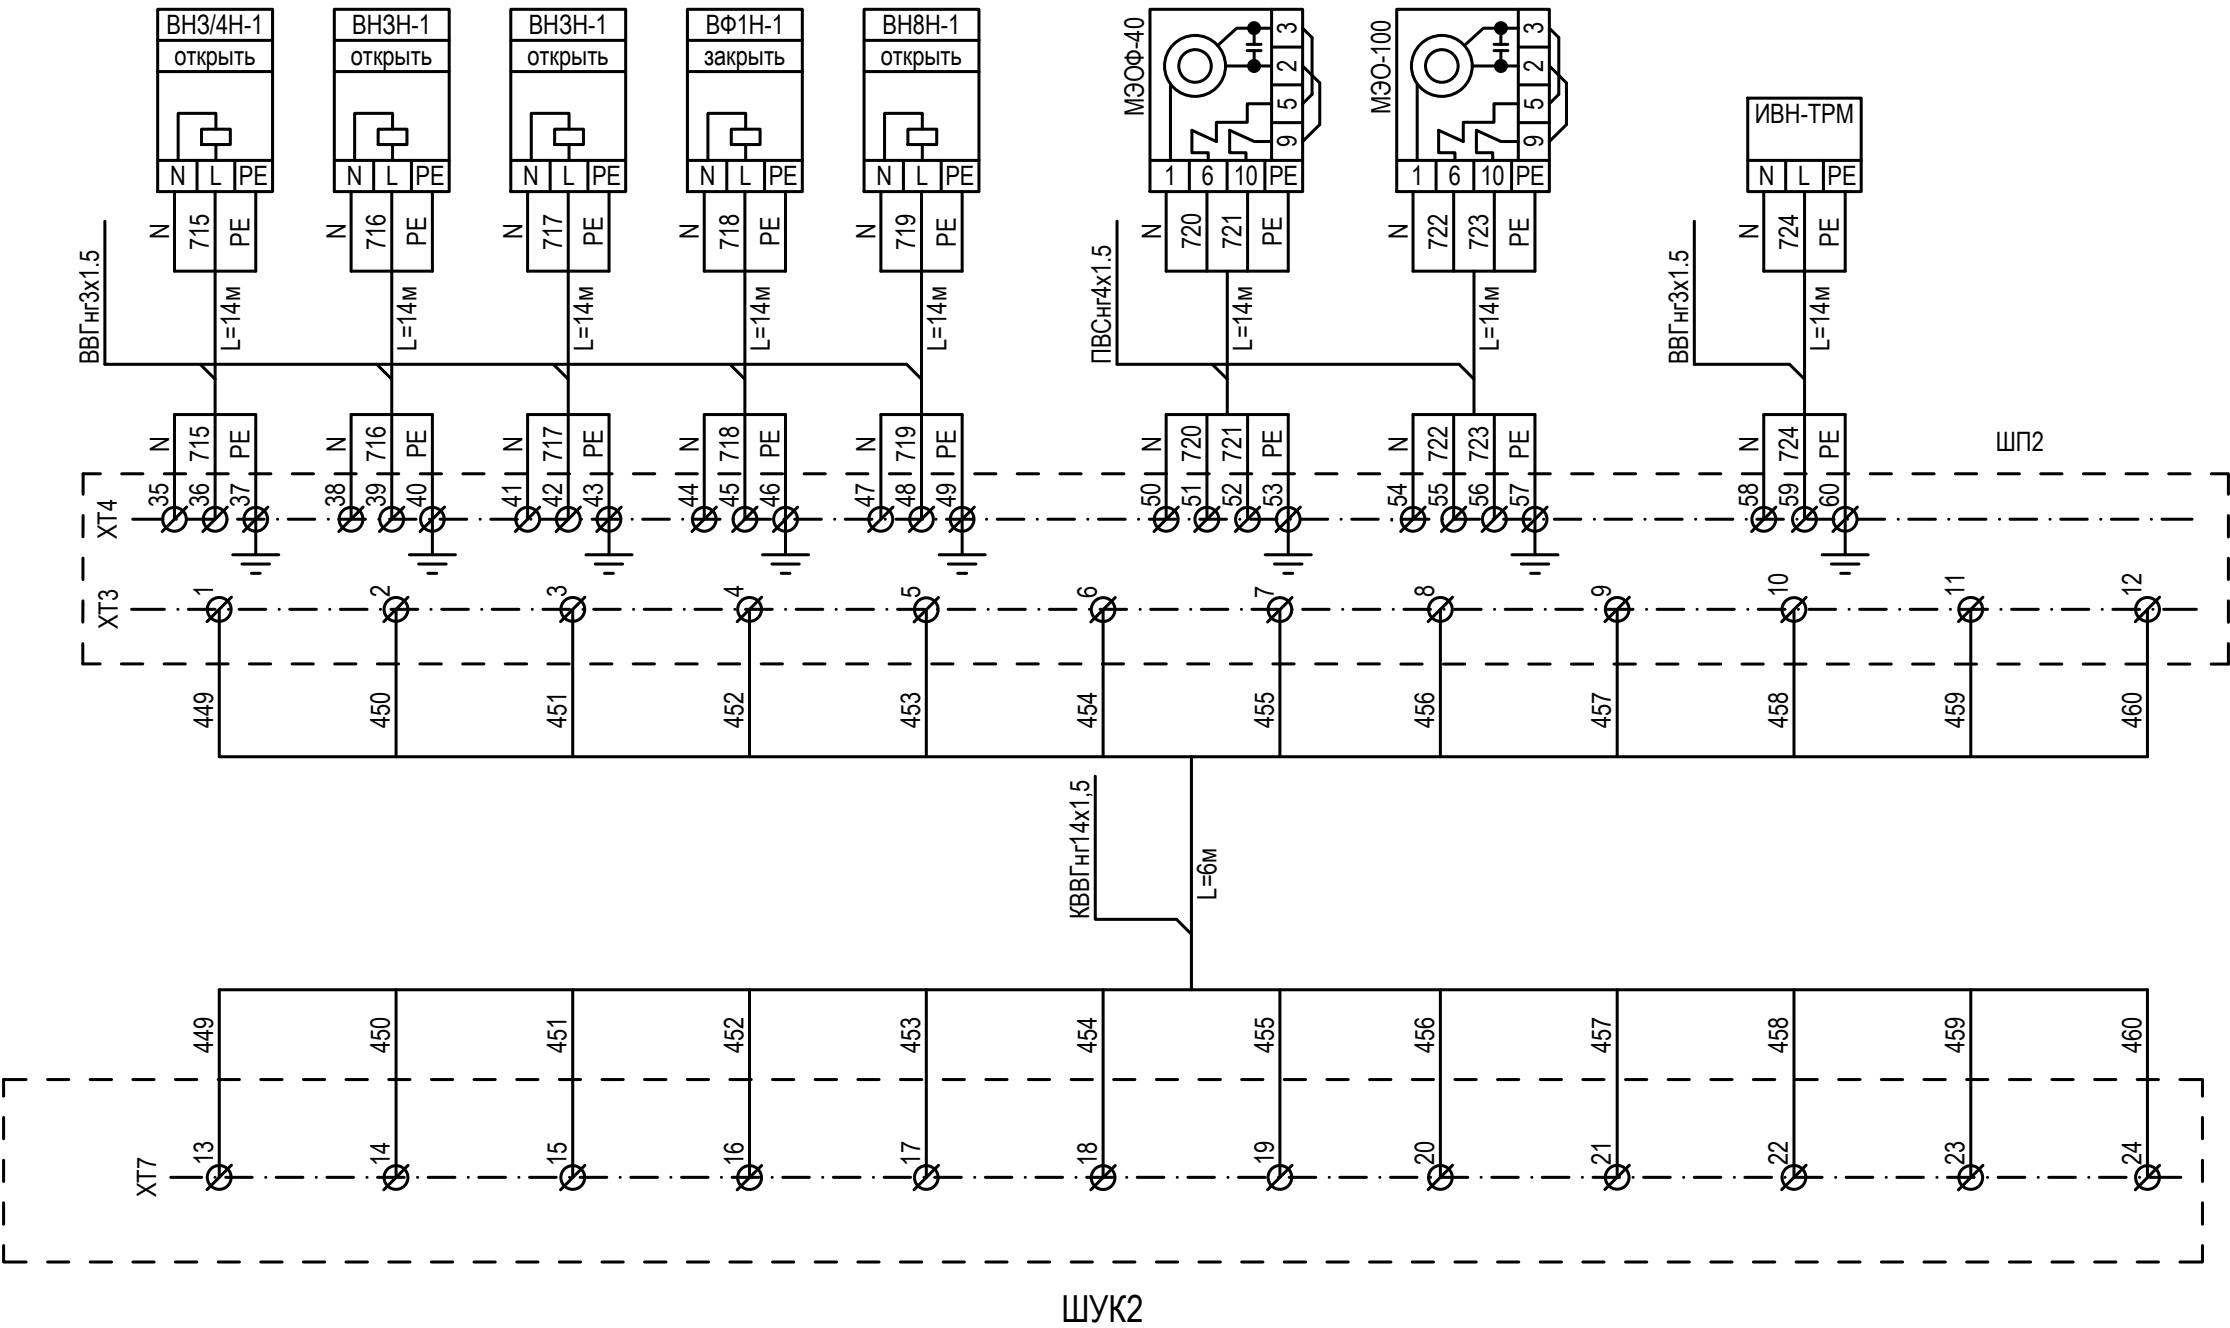 ВН3/4Н-1 ВН3Н-1 ВН3Н-1 ВФ1Н-1 ВН8Н-1
открыть открыть открыть закрыть открыть
МЭОФ-40 3 2 5 9
МЭО-100 3 2 5 9
ИВН-ТРМ
N L PE N L PE N L PE N L PE N L PE 1 6 10 PE 1 6 10 PE N L PE
N 715 PE N 716 PE N 717 PE N 718 PE N 719 PE N 720 721 PE N 722 723 PE N 724 PE
ВВГнг3х1.5 L=14м L=14м L=14м L=14м L=14м ПВСнг4х1.5 L=14м L=14м ВВГнг3х1.5 L=14м
N 715 PE N 716 PE N 717 PE N 718 PE N 719 PE N 720 721 PE N 722 723 PE N 724 PE
ШП2
ХТ4 35 36 37 38 39 40 41 42 43 44 45 46 47 48 49 50 51 52 53 54 55 56 57 58 59 60
ХТ3 1 2 3 4 5 6 7 8 9 10 11 12
449 450 451 452 453 454 455 456 457 458 459 460
КВВГнг14х1,5 L=6м
449 450 451 452 453 454 455 456 457 458 459 460
ХТ7 13 14 15 16 17 18 19 20 21 22 23 24
ШУК2